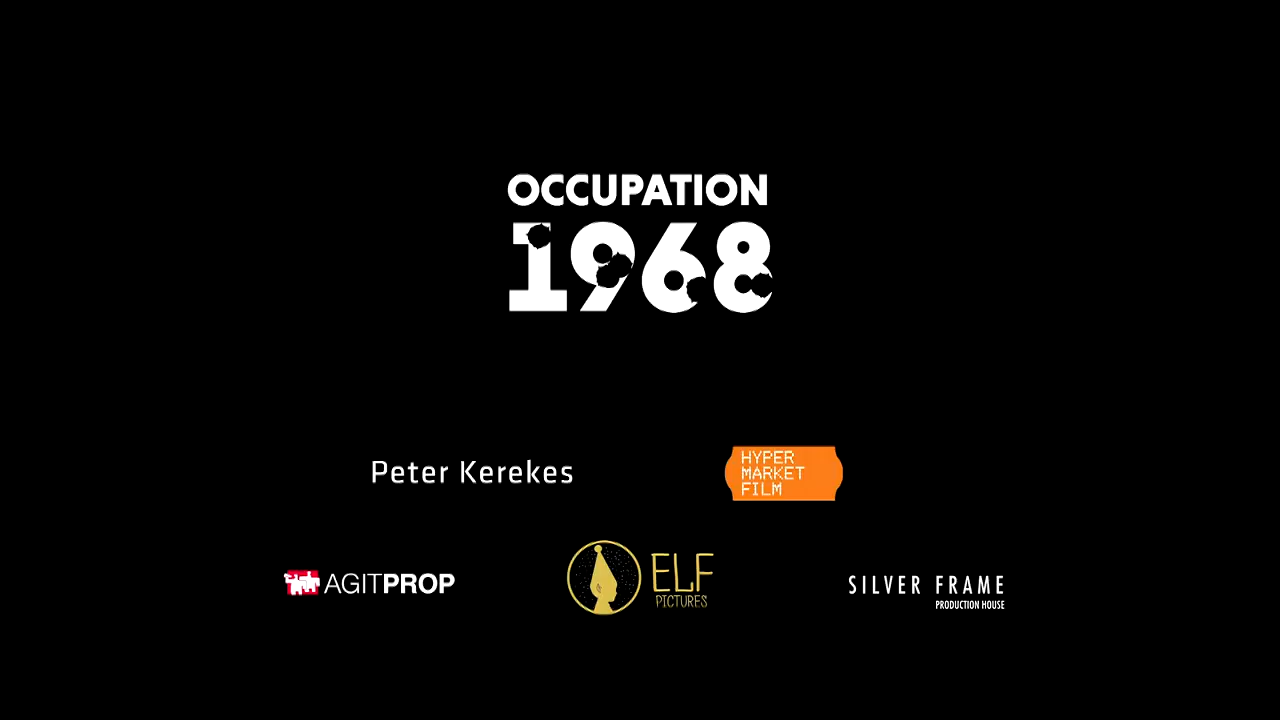 OCCUPATION
1968
Peter Kerekes
HYPER
MARKET
FILM
AGITPROP
ELF
PICTURES
SILVER FRAME
PRODUCTION HOUSE